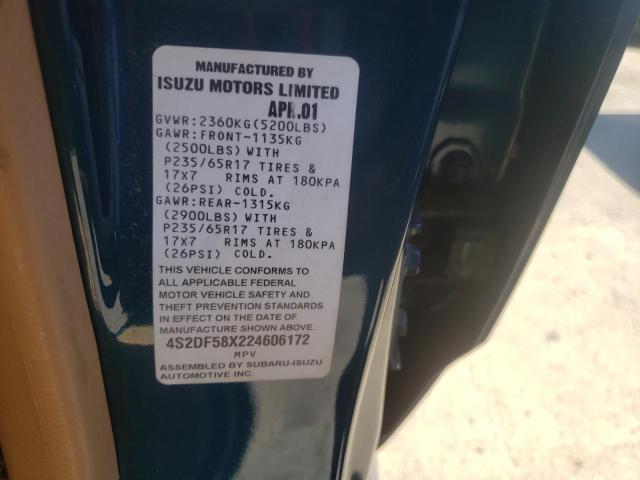 MANUFACTURED BY
ISUZU MOTORS LIMITED
APR.01
GVWR:2360KG(5200LBS)
GAWR:FRONT-1135KG
(2500LBS) WITH
P235/65R17 TIRES &
17X7 RIMS AT 180KPA
(26PSI) COLD.
GAWR:REAR-1315KG
(2900LBS) WITH
P235/65R17 TIRES &
17X7 RIMS AT 180KPA
(26PSI) COLD.
THIS VEHICLE CONFORMS TO
ALL APPLICABLE FEDERAL
MOTOR VEHICLE SAFETY AND
THEFT PREVENTION STANDARDS
IN EFFECT ON THE DATE OF
MANUFACTURE SHOWN ABOVE.
4S2DF58X224606172
MPV
ASSEMBLED BY SUBARU-ISUZU
AUTOMOTIVE INC.